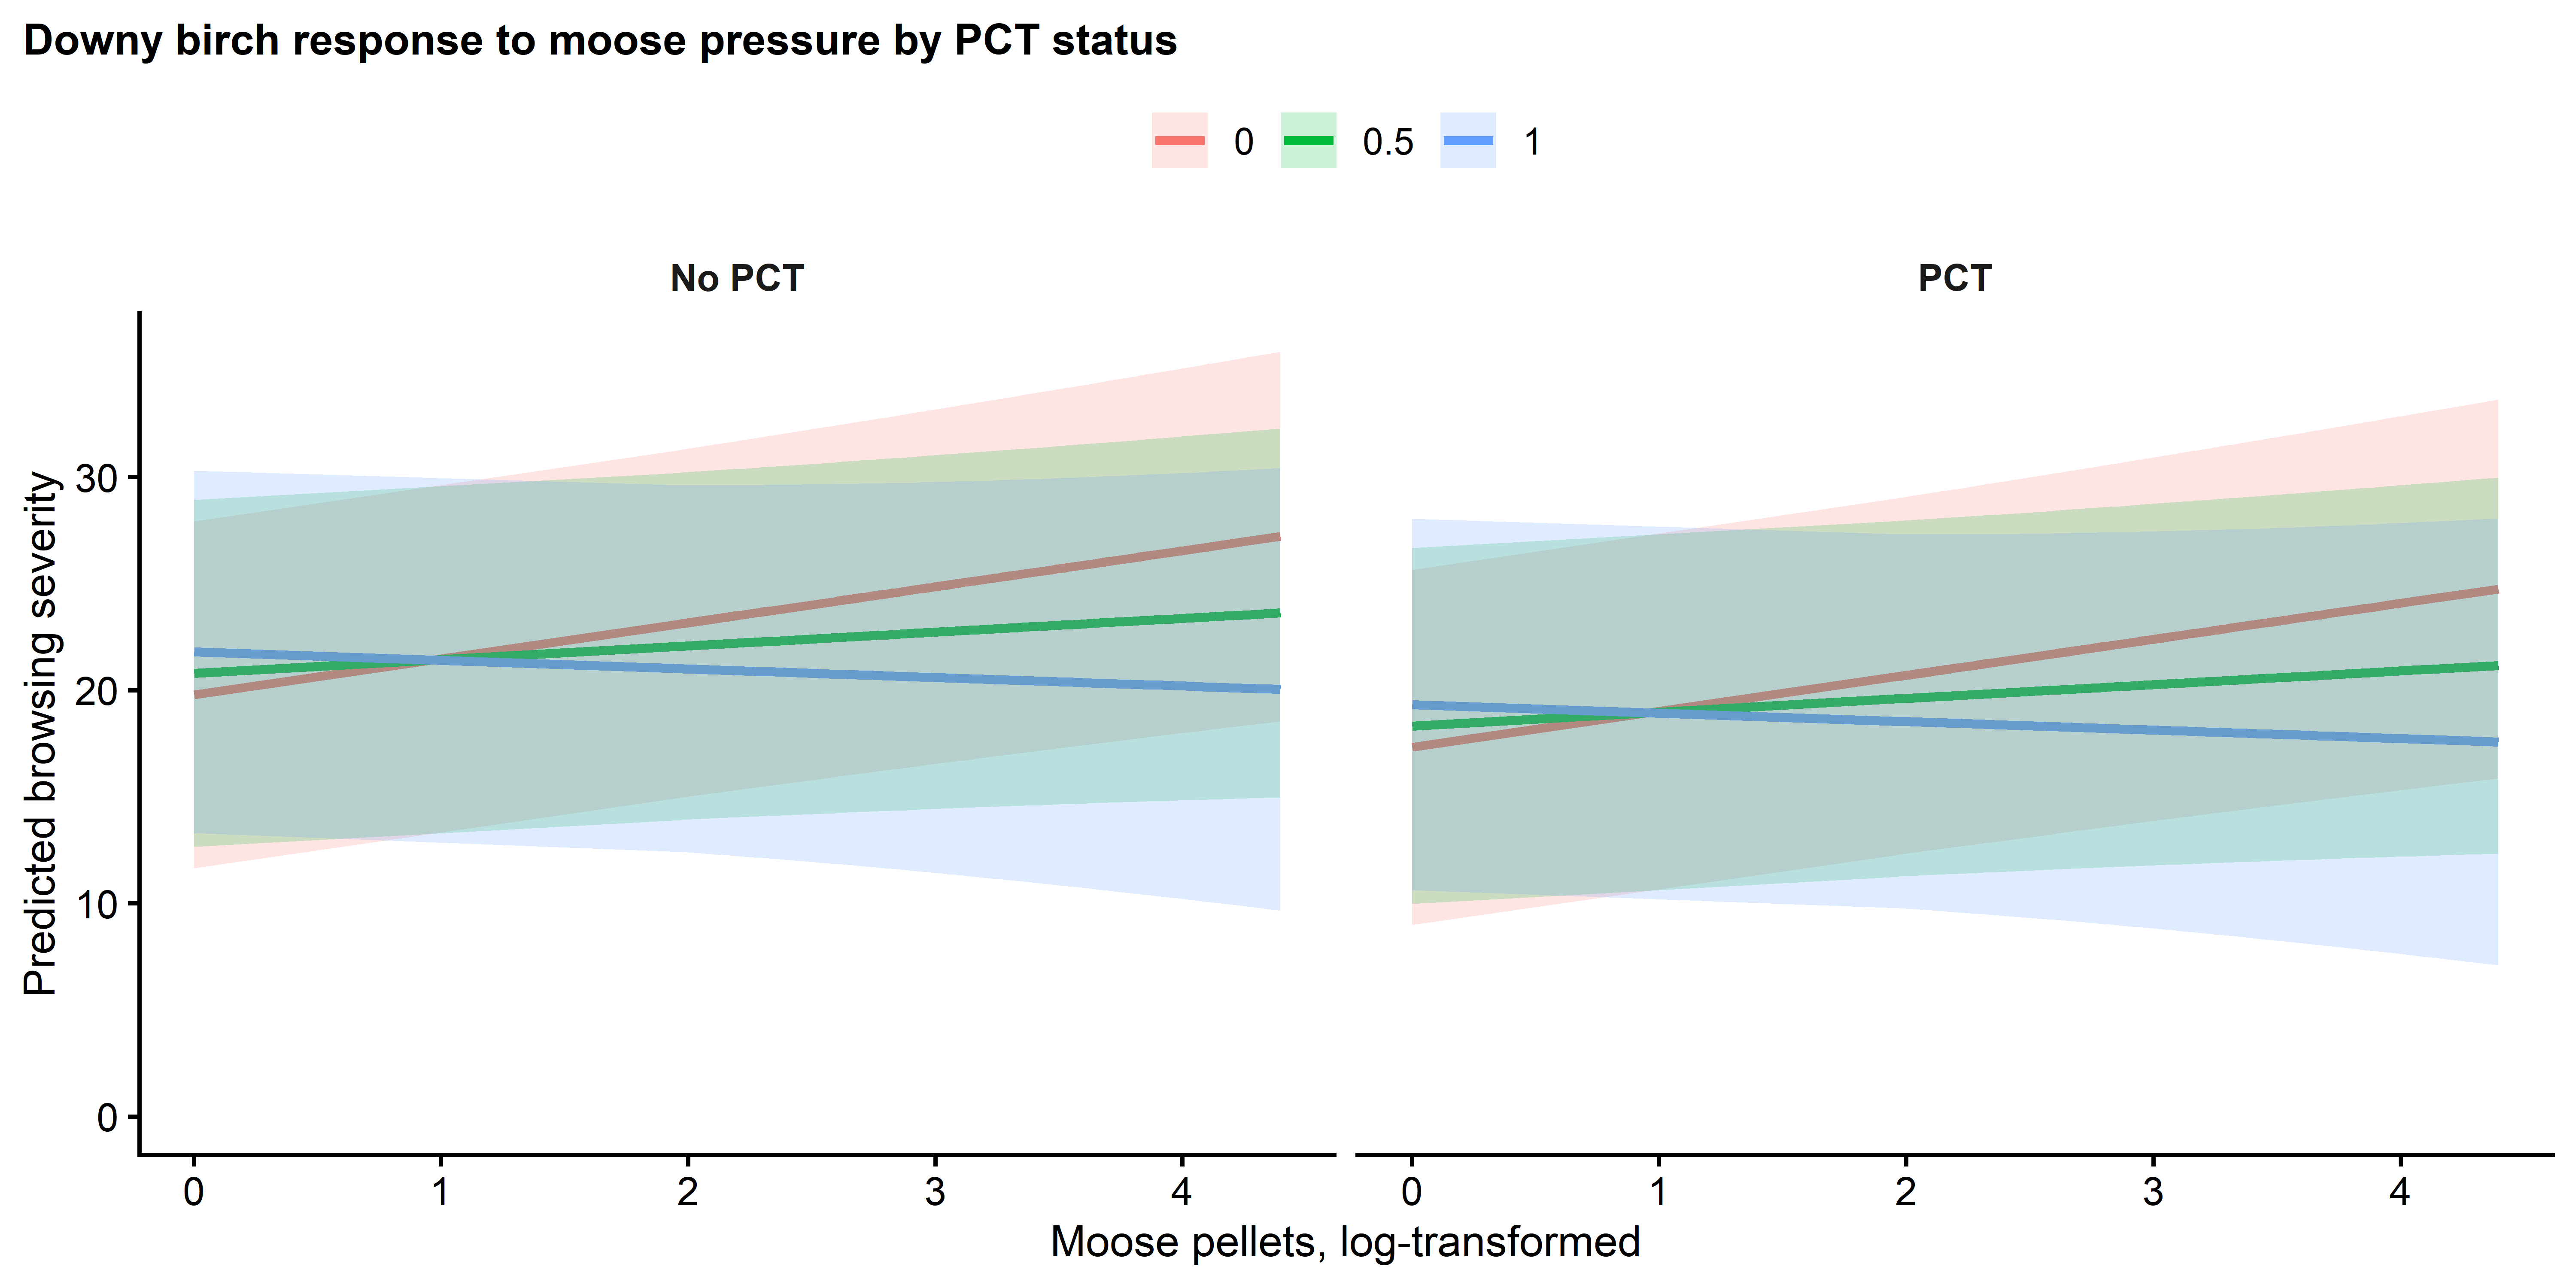 Downy birch response to moose pressure by PCT status
0 0.5 1
No PCT PCT
Predicted browsing severity
30
20
10
0
0 1 2 3 4 0 1 2 3 4
Moose pellets, log-transformed